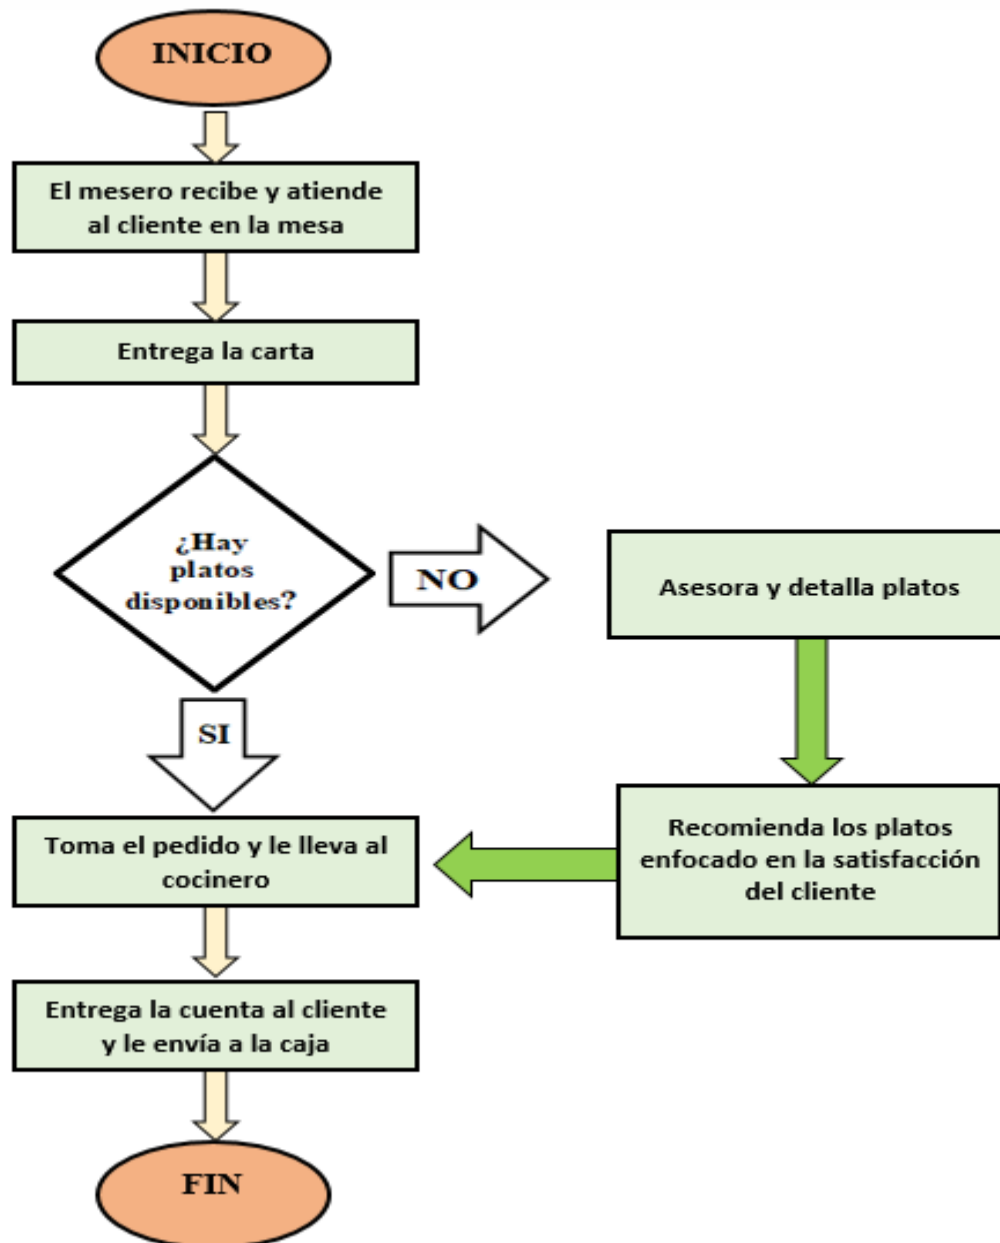 INICIO
El mesero recibe y atiende
al cliente en la mesa
Entrega la carta
¿Hay
platos
disponibles?
NO
Asesora y detalla platos
SI
Toma el pedido y le lleva al
cocinero
Recomienda los platos
enfocado en la satisfacción
del cliente
Entrega la cuenta al cliente
y le envía a la caja
FIN